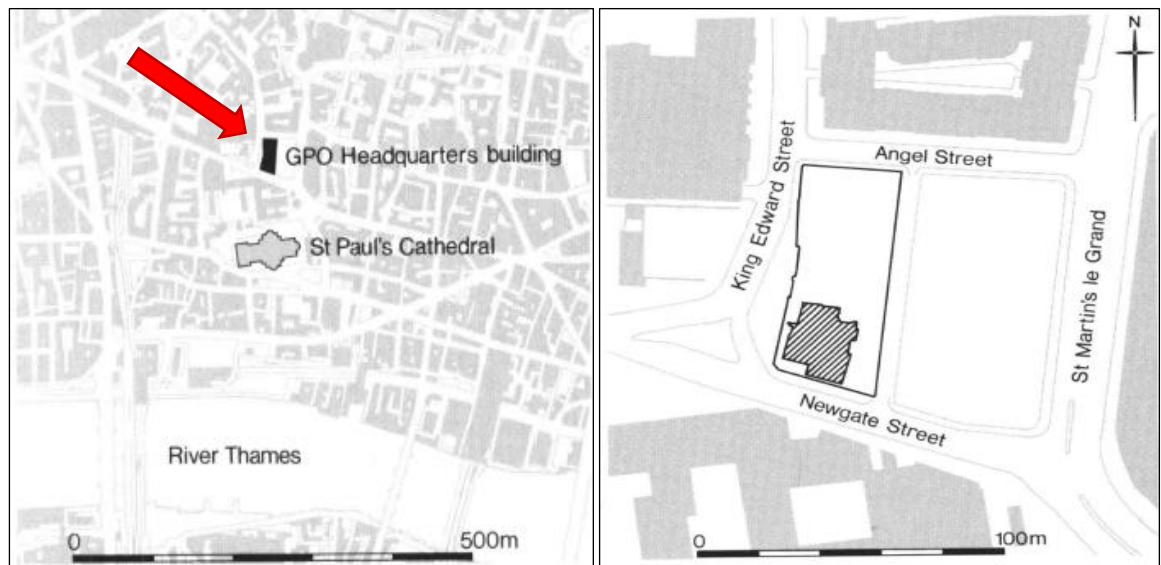 GPO Headquarters building
St Paul's Cathedral
River Thames
0 500m
N
Angel Street
King Edward Street
St Martin's le Grand
Newgate Street
0 100m